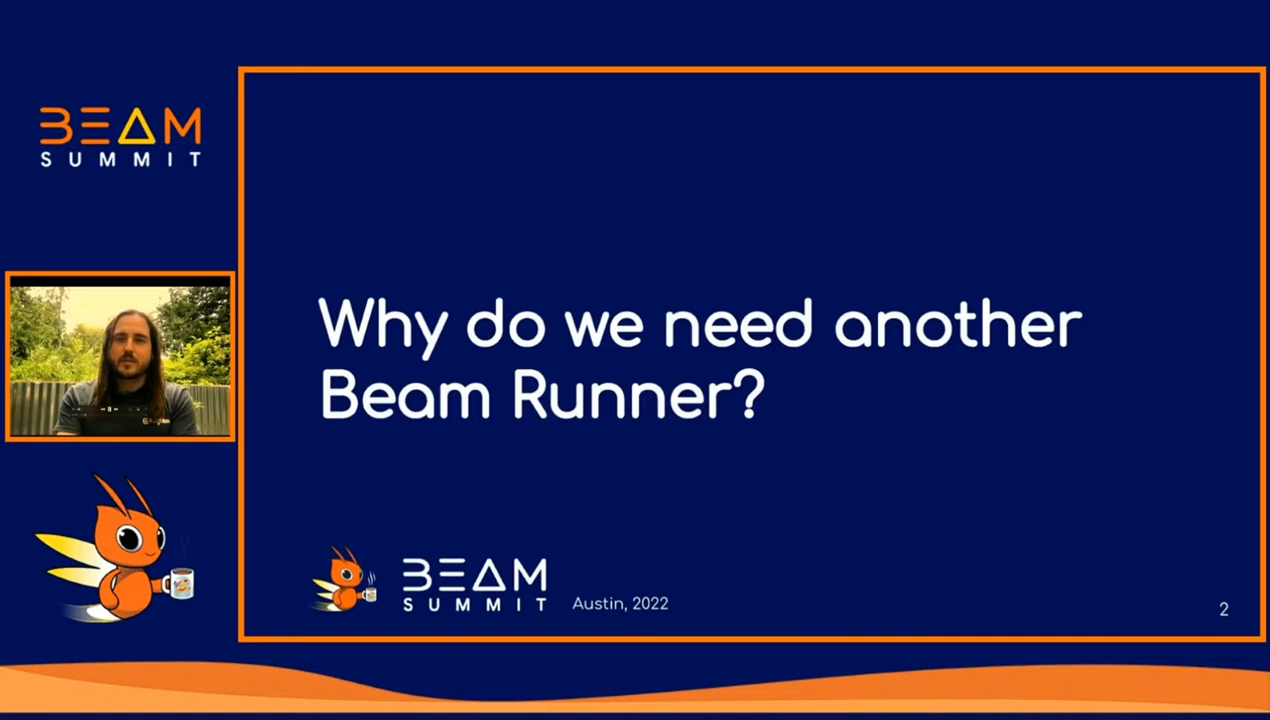 BEAM
SUMMIT
Why do we need another
Beam Runner?
BEAM
SUMMIT
Austin, 2022
2